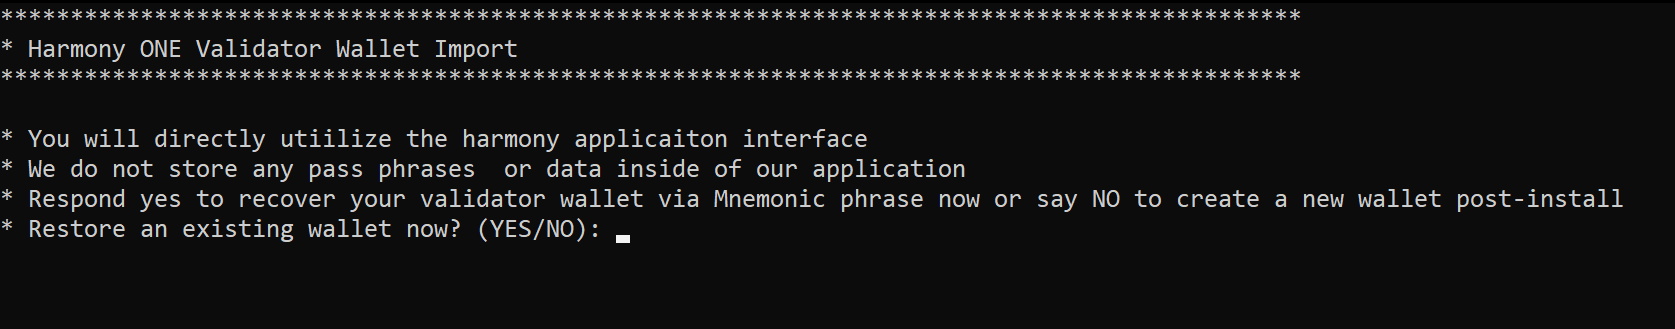 *********************************************************************************************
* Harmony ONE Validator Wallet Import
*********************************************************************************************
* You will directly utiilize the harmony applicaiton interface
* We do not store any pass phrases  or data inside of our application
* Respond yes to recover your validator wallet via Mnemonic phrase now or say NO to create a new wallet post-install
* Restore an existing wallet now? (YES/NO):